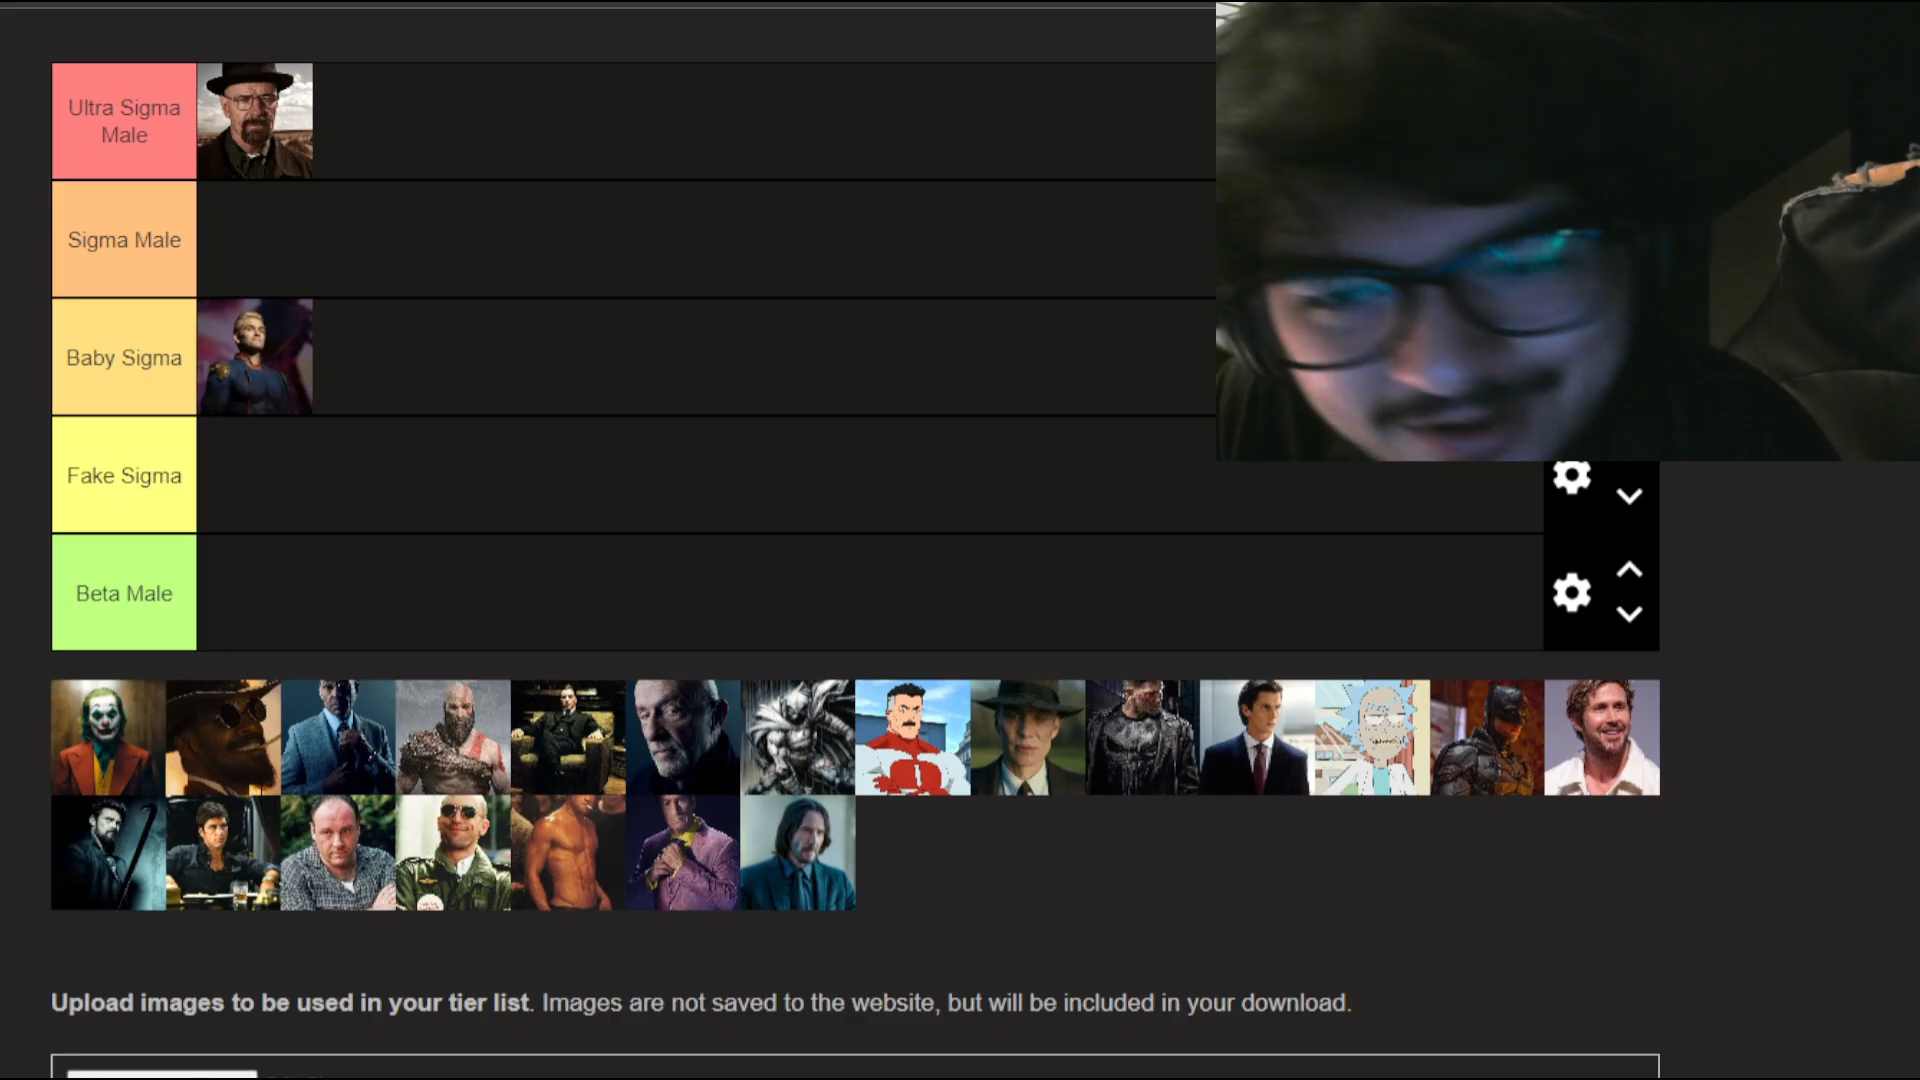 Ultra Sigma
Male
Sigma Male
Baby Sigma
Fake Sigma
Beta Male
Upload images to be used in your tier list. Images are not saved to the website, but will be included in your download.